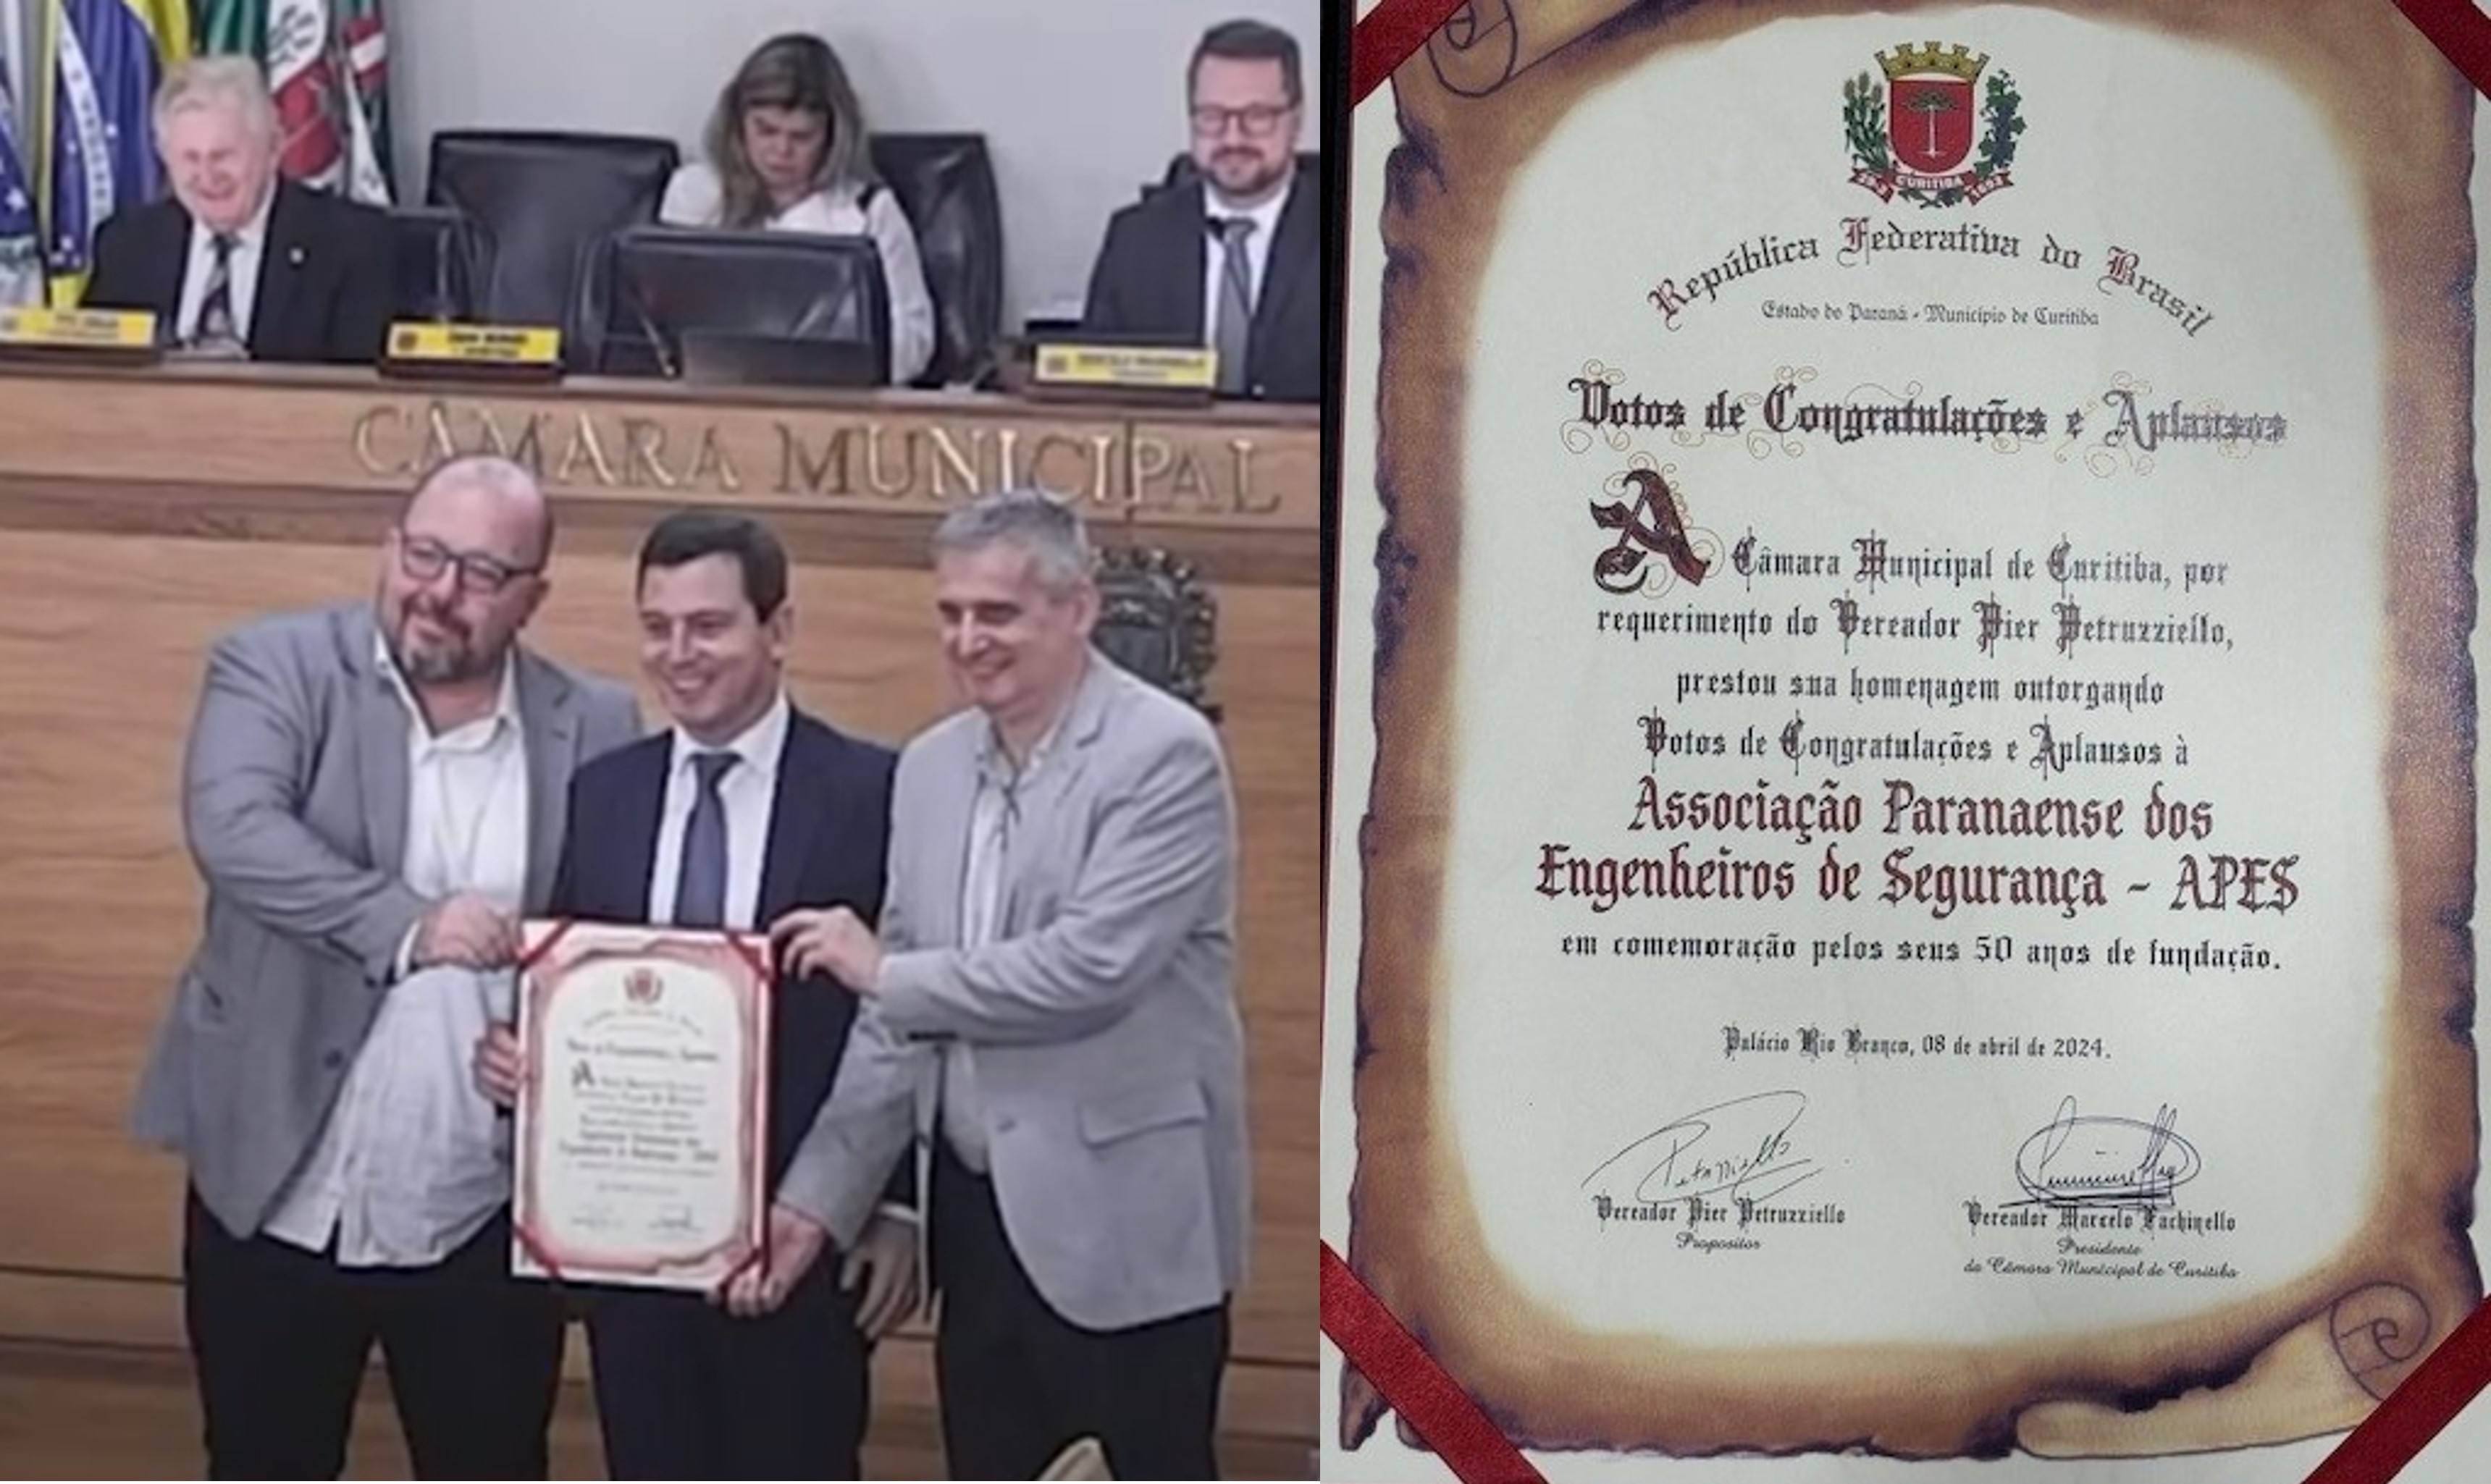 CÂMARA MUNICIPAL
CURITIBA
República Federativa do Brasil
Estado do Paraná - Município de Curitiba
Votos de Congratulações e Aplausos
A Câmara Municipal de Curitiba, por
requerimento do Vereador Pier Petruzziello,
prestou sua homenagem outorgando
Votos de Congratulações e Aplausos à
Associação Paranaense dos
Engenheiros de Segurança - APES
em comemoração pelos seus 50 anos de fundação.
Palácio Rio Branco, 08 de abril de 2024.
Vereador Pier Petruzziello
Propositor
Vereador Marcelo Fachinello
Presidente
da Câmara Municipal de Curitiba